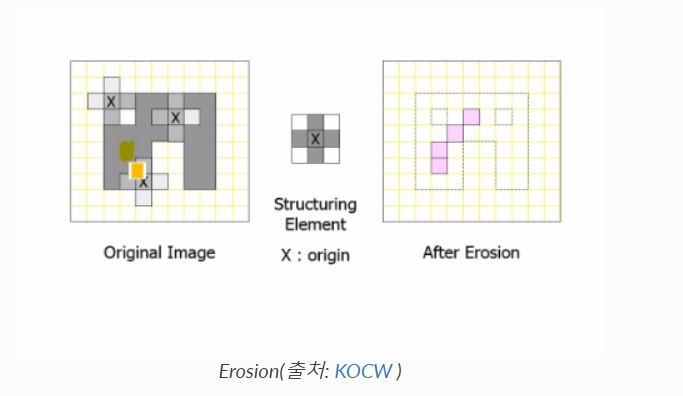 X
X
X
X
Structuring
Element
Original Image
X : origin
After Erosion
Erosion(출처: KOCW )